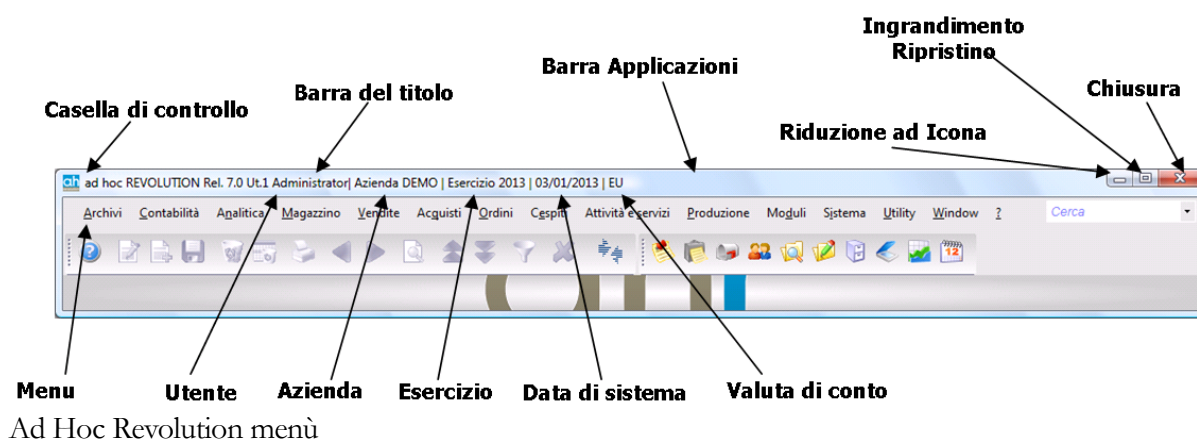 Ingrandimento
Ripristino
Barra Applicazioni
Chiusura
Barra del titolo
Casella di controllo
Riduzione ad Icona
ah ad hoc REVOLUTION Rel. 7.0 Ut.1 Administrator| Azienda DEMO | Esercizio 2013 | 03/01/2013 | EU
Archivi Contabilità Analitica Magazzino Vendite Acquisti Ordini Cespiti Attività e servizi Produzione Moduli Sistema Utility Window ? Cerca
12
Menu Utente Azienda Esercizio Data di sistema Valuta di conto
Ad Hoc Revolution menù